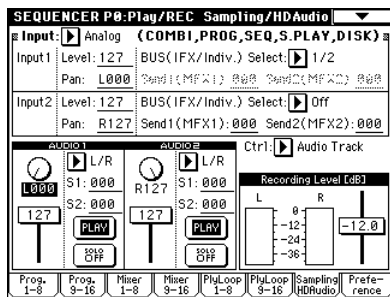 SEQUENCER P0:Play/REC Sampling/HDAudio
Input: Analog (COMBI,PROG,SEQ,S.PLAY,DISK)
Input1 Level: 127 BUS(IFX/Indiv.) Select: 1/2
Pan: L000 Send1(MFX1): 000 Send2(MFX2): 000
Input2 Level: 127 BUS(IFX/Indiv.) Select: Off
Pan: R127 Send1(MFX1): 000 Send2(MFX2): 000
AUDIO1 AUDIO2 Ctrl: Audio Track
L/R L/R
L000 S1: 000 R127 S1: 000
S2: 000 S2: 000
127 PLAY 127 PLAY
SOLO OFF SOLO OFF
Recording Level [dB]
L R
0
-12
-24
-36
-12.0
Prog. 1-8 Prog. 9-16 Mixer 1-8 Mixer 9-16 PlyLoop 1-8 PlyLoop 9-16 Sampling HDAudio Prefe-rence